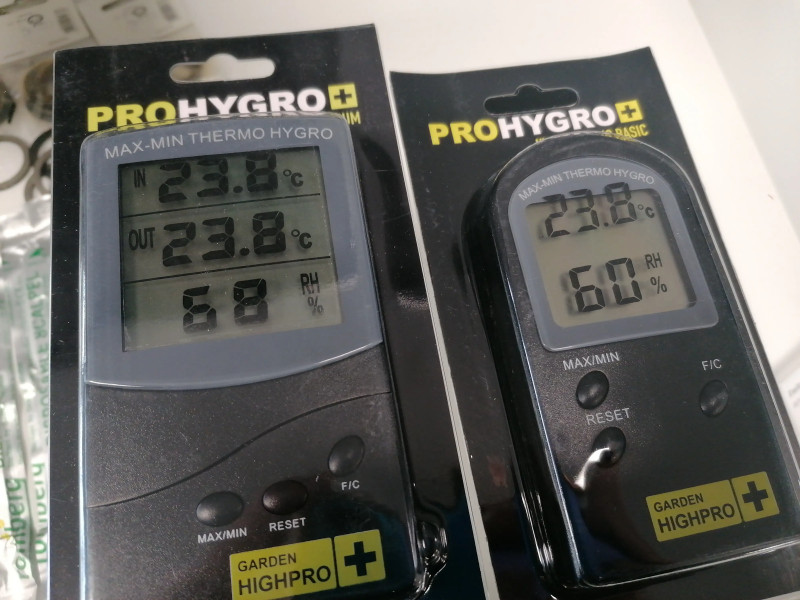 PROHYGRO
MAX-MIN THERMO HYGRO
IN 23.8 °C
OUT 23.8 °C
68 RH %
F/C
MAX/MIN
RESET
GARDEN
HIGHPRO
PROHYGRO
BASIC
MAX-MIN THERMO HYGRO
23.8 °C
60 RH %
MAX/MIN
F/C
RESET
GARDEN
HIGHPRO